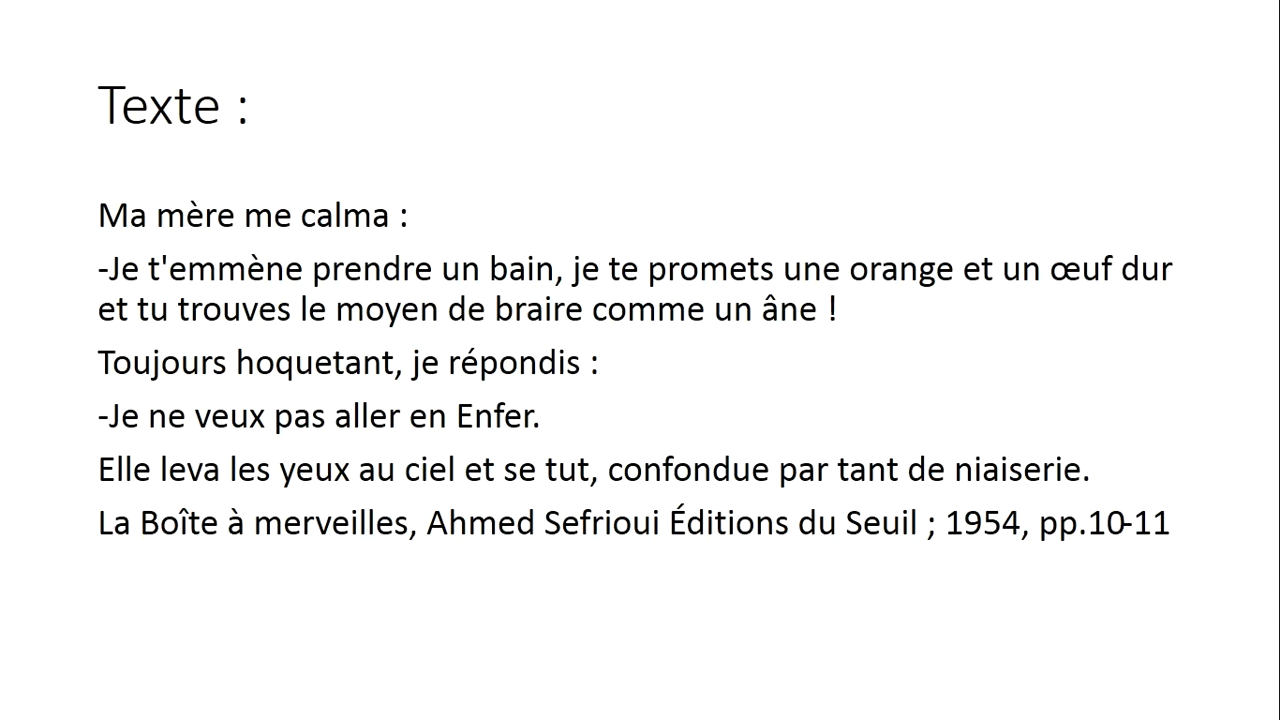 Texte :
Ma mère me calma :
-Je t'emmène prendre un bain, je te promets une orange et un œuf dur
et tu trouves le moyen de braire comme un âne !
Toujours hoquetant, je répondis :
-Je ne veux pas aller en Enfer.
Elle leva les yeux au ciel et se tut, confondue par tant de niaiserie.
La Boîte à merveilles, Ahmed Sefrioui Éditions du Seuil ; 1954, pp.10-11